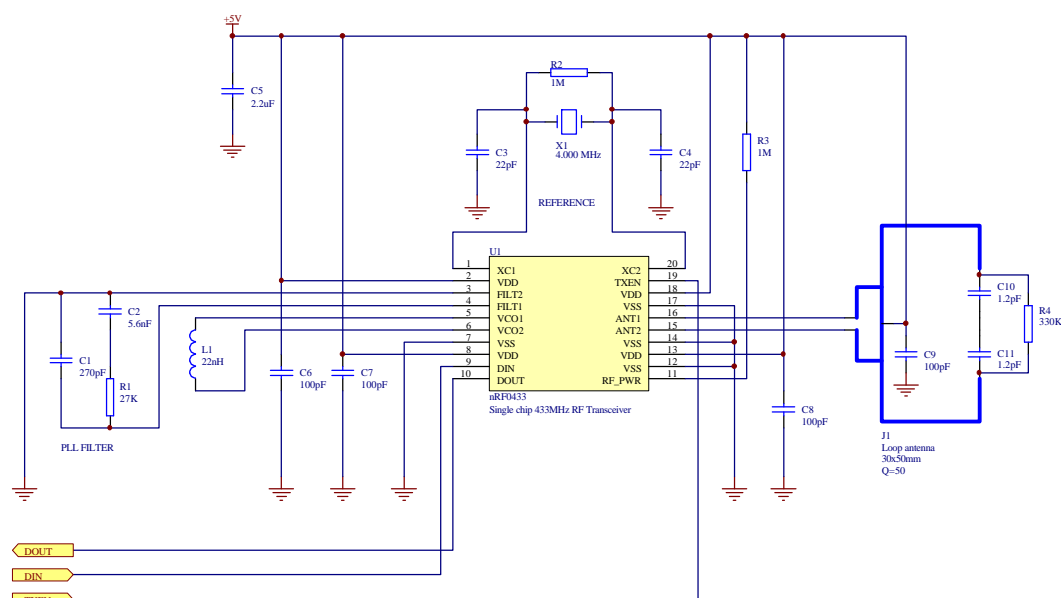 +5V
C5
2.2uF
R2
1M
X1
4.000 MHz
C3
22pF
C4
22pF
R3
1M
REFERENCE
U1
1 XC1 XC2 20
2 VDD TXEN 19
3 FILT2 VDD 18
4 FILT1 VSS 17
5 VCO1 ANT1 16
6 VCO2 ANT2 15
7 VSS VSS 14
8 VDD VDD 13
9 DIN VSS 12
10 DOUT RF_PWR 11
nRF0433
Single chip 433MHz RF Transceiver
C2
5.6nF
C1
270pF
R1
27K
PLL FILTER
L1
22nH
C6
100pF
C7
100pF
C8
100pF
C9
100pF
C10
1.2pF
C11
1.2pF
R4
330K
J1
Loop antenna
30x50mm
Q=50
DOUT
DIN